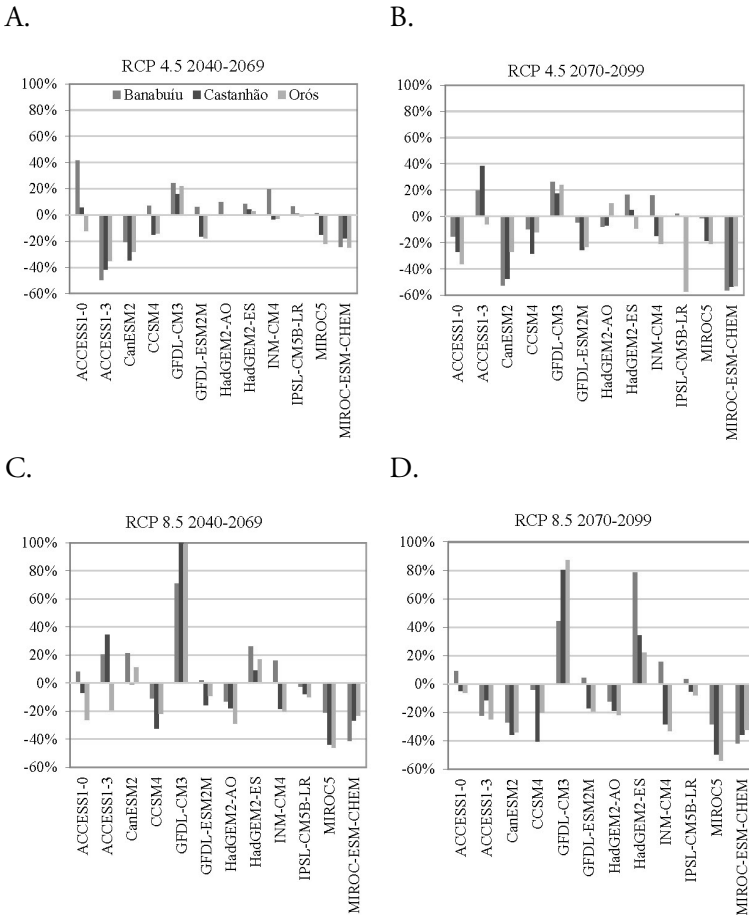 A.
RCP 4.5 2040-2069
100%
80%
60%
40%
20%
0%
-20%
-40%
-60%
Banabuíu Castanhão Orós
ACCESS1-0
ACCESS1-3
CanESM2
CCSM4
GFDL-CM3
GFDL-ESM2M
HadGEM2-AO
HadGEM2-ES
INM-CM4
IPSL-CM5B-LR
MIROC5
MIROC-ESM-CHEM
B.
RCP 4.5 2070-2099
100%
80%
60%
40%
20%
0%
-20%
-40%
-60%
ACCESS1-0
ACCESS1-3
CanESM2
CCSM4
GFDL-CM3
GFDL-ESM2M
HadGEM2-AO
HadGEM2-ES
INM-CM4
IPSL-CM5B-LR
MIROC5
MIROC-ESM-CHEM
C.
RCP 8.5 2040-2069
100%
80%
60%
40%
20%
0%
-20%
-40%
-60%
ACCESS1-0
ACCESS1-3
CanESM2
CCSM4
GFDL-CM3
GFDL-ESM2M
HadGEM2-AO
HadGEM2-ES
INM-CM4
IPSL-CM5B-LR
MIROC5
MIROC-ESM-CHEM
D.
RCP 8.5 2070-2099
100%
80%
60%
40%
20%
0%
-20%
-40%
-60%
ACCESS1-0
ACCESS1-3
CanESM2
CCSM4
GFDL-CM3
GFDL-ESM2M
HadGEM2-AO
HadGEM2-ES
INM-CM4
IPSL-CM5B-LR
MIROC5
MIROC-ESM-CHEM